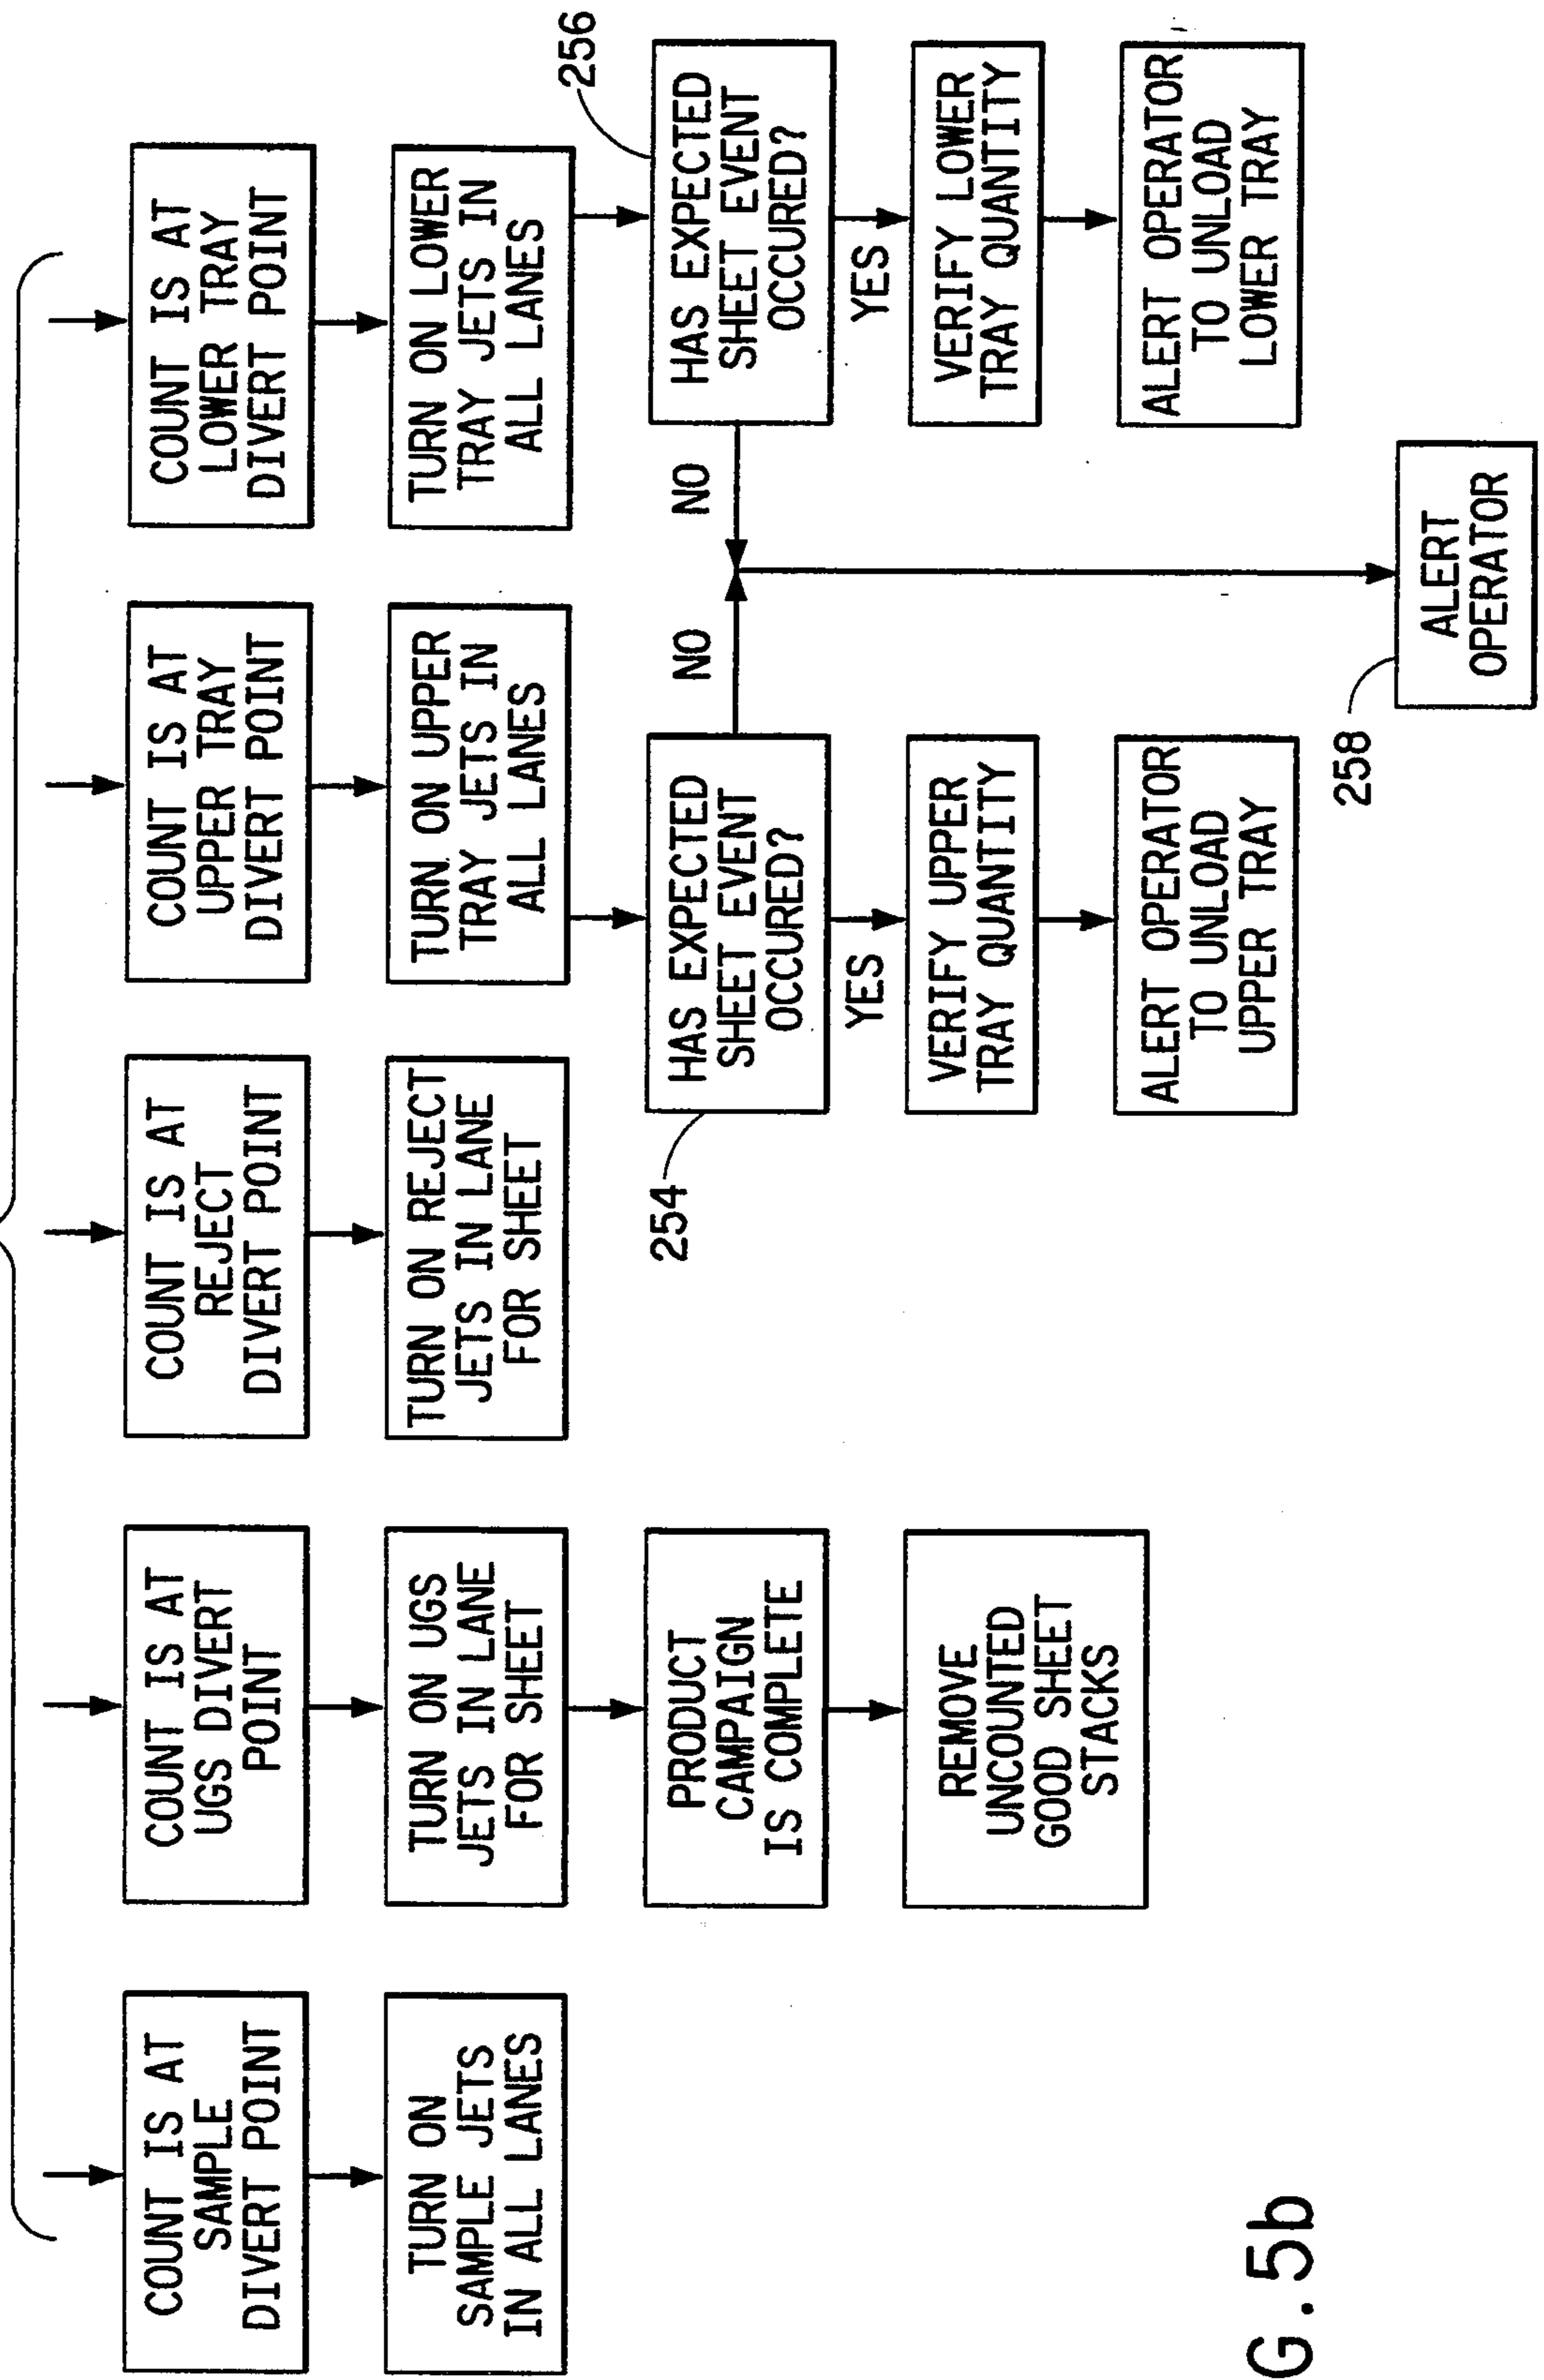 COUNT IS AT
SAMPLE
DIVERT POINT
TURN ON
SAMPLE JETS
IN ALL LANES
COUNT IS AT
UGS DIVERT
POINT
TURN ON UGS
JETS IN LANE
FOR SHEET
PRODUCT
CAMPAIGN
IS COMPLETE
REMOVE
UNCOUNTED
GOOD SHEET
STACKS
COUNT IS AT
REJECT
DIVERT POINT
TURN ON REJECT
JETS IN LANE
FOR SHEET
COUNT IS AT
UPPER TRAY
DIVERT POINT
TURN ON UPPER
TRAY JETS IN
ALL LANES
254
HAS EXPECTED
SHEET EVENT
OCCURED?
NO
YES
VERIFY UPPER
TRAY QUANTITY
ALERT OPERATOR
TO UNLOAD
UPPER TRAY
COUNT IS AT
LOWER TRAY
DIVERT POINT
TURN ON LOWER
TRAY JETS IN
ALL LANES
256
HAS EXPECTED
SHEET EVENT
OCCURED?
NO
YES
VERIFY LOWER
TRAY QUANTITY
ALERT OPERATOR
TO UNLOAD
LOWER TRAY
258
ALERT
OPERATOR
G.5b